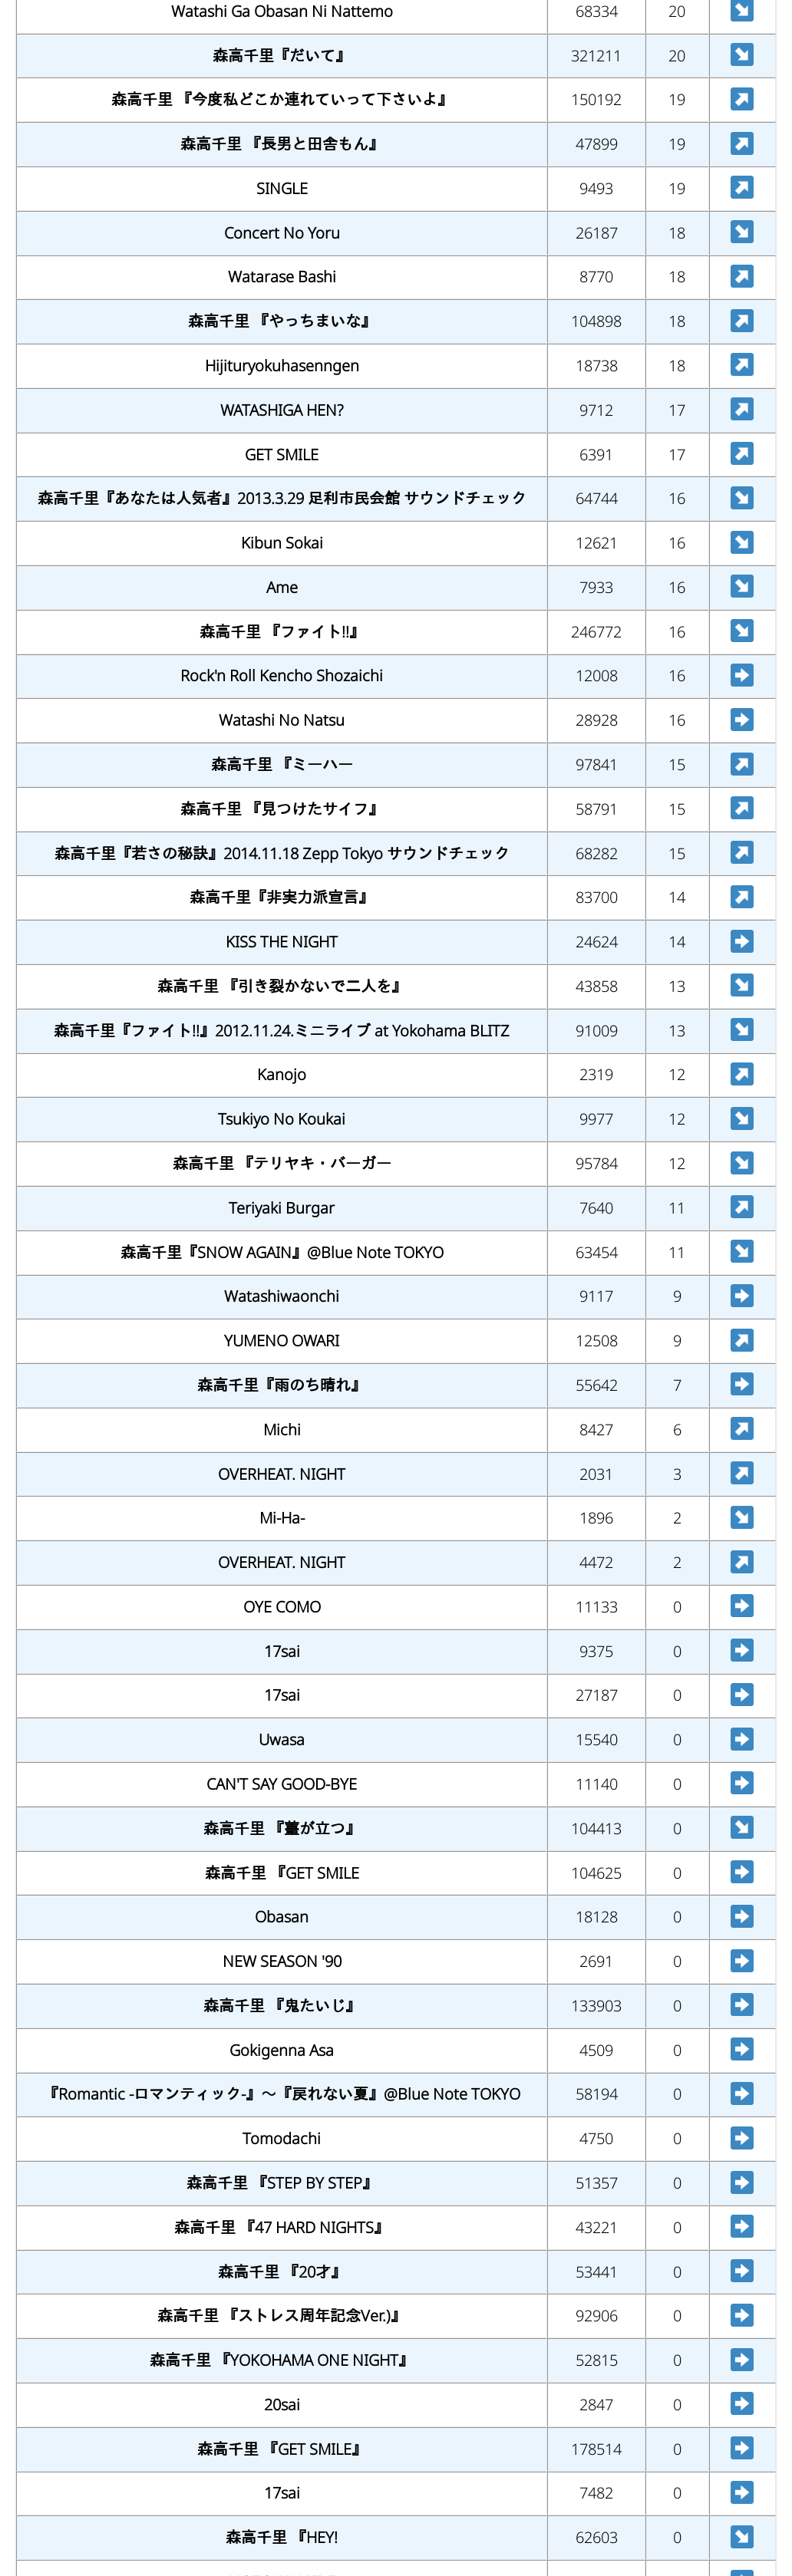 Watashi Ga Obasan Ni Nattemo 68334 20 ↘
森高千里『だいて』 321211 20 ↘
森高千里 『今度私どこか連れていって下さいよ』 150192 19 ↗
森高千里 『長男と田舎もん』 47899 19 ↗
SINGLE 9493 19 ↗
Concert No Yoru 26187 18 ↘
Watarase Bashi 8770 18 ↗
森高千里 『やっちまいな』 104898 18 ↗
Hijituryokuhasenngen 18738 18 ↗
WATASHIGA HEN? 9712 17 ↗
GET SMILE 6391 17 ↗
森高千里『あなたは人気者』2013.3.29 足利市民会館 サウンドチェック 64744 16 ↘
Kibun Sokai 12621 16 ↘
Ame 7933 16 ↘
森高千里 『ファイト!!』 246772 16 ↘
Rock'n Roll Kencho Shozaichi 12008 16 ➡
Watashi No Natsu 28928 16 ➡
森高千里 『ミーハー 97841 15 ↗
森高千里 『見つけたサイフ』 58791 15 ↗
森高千里『若さの秘訣』2014.11.18 Zepp Tokyo サウンドチェック 68282 15 ↗
森高千里『非実力派宣言』 83700 14 ↗
KISS THE NIGHT 24624 14 ➡
森高千里 『引き裂かないで二人を』 43858 13 ↘
森高千里『ファイト!!』2012.11.24.ミニライブ at Yokohama BLITZ 91009 13 ↘
Kanojo 2319 12 ↗
Tsukiyo No Koukai 9977 12 ↘
森高千里 『テリヤキ・バーガー 95784 12 ↘
Teriyaki Burgar 7640 11 ↗
森高千里『SNOW AGAIN』@Blue Note TOKYO 63454 11 ↘
Watashiwaonchi 9117 9 ➡
YUMENO OWARI 12508 9 ↗
森高千里『雨のち晴れ』 55642 7 ➡
Michi 8427 6 ↗
OVERHEAT. NIGHT 2031 3 ↗
Mi-Ha- 1896 2 ↘
OVERHEAT. NIGHT 4472 2 ↗
OYE COMO 11133 0 ➡
17sai 9375 0 ➡
17sai 27187 0 ➡
Uwasa 15540 0 ➡
CAN'T SAY GOOD-BYE 11140 0 ➡
森高千里 『薹が立つ』 104413 0 ↘
森高千里 『GET SMILE 104625 0 ➡
Obasan 18128 0 ➡
NEW SEASON '90 2691 0 ➡
森高千里 『鬼たいじ』 133903 0 ➡
Gokigenna Asa 4509 0 ➡
『Romantic -ロマンティック-』～『戻れない夏』@Blue Note TOKYO 58194 0 ➡
Tomodachi 4750 0 ➡
森高千里 『STEP BY STEP』 51357 0 ➡
森高千里 『47 HARD NIGHTS』 43221 0 ➡
森高千里 『20才』 53441 0 ➡
森高千里 『ストレス周年記念Ver.)』 92906 0 ➡
森高千里 『YOKOHAMA ONE NIGHT』 52815 0 ➡
20sai 2847 0 ➡
森高千里 『GET SMILE』 178514 0 ➡
17sai 7482 0 ➡
森高千里 『HEY! 62603 0 ↘